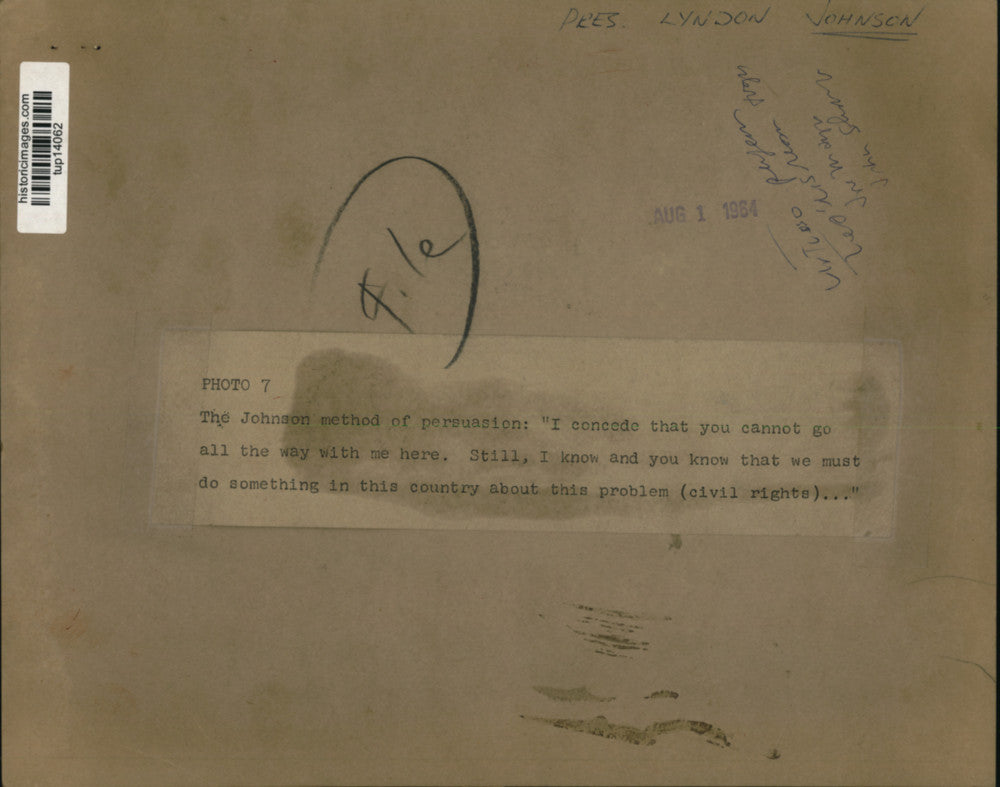 PRES. LYNDON JOHNSON
historicimages.com
tup14062
AUG 1 1964
File
PHOTO 7
The Johnson method of persuasion: "I concede that you cannot go
all the way with me here. Still, I know and you know that we must
do something in this country about this problem (civil rights)..."